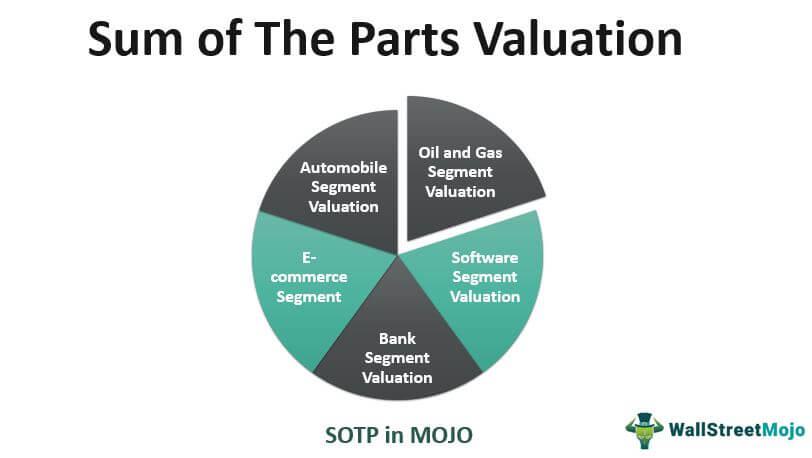 Sum of The Parts Valuation
Automobile
Segment
Valuation
Oil and Gas
Segment
Valuation
E-
commerce
Segment
Software
Segment
Valuation
Bank
Segment
Valuation
SOTP in MOJO
WallStreetMojo